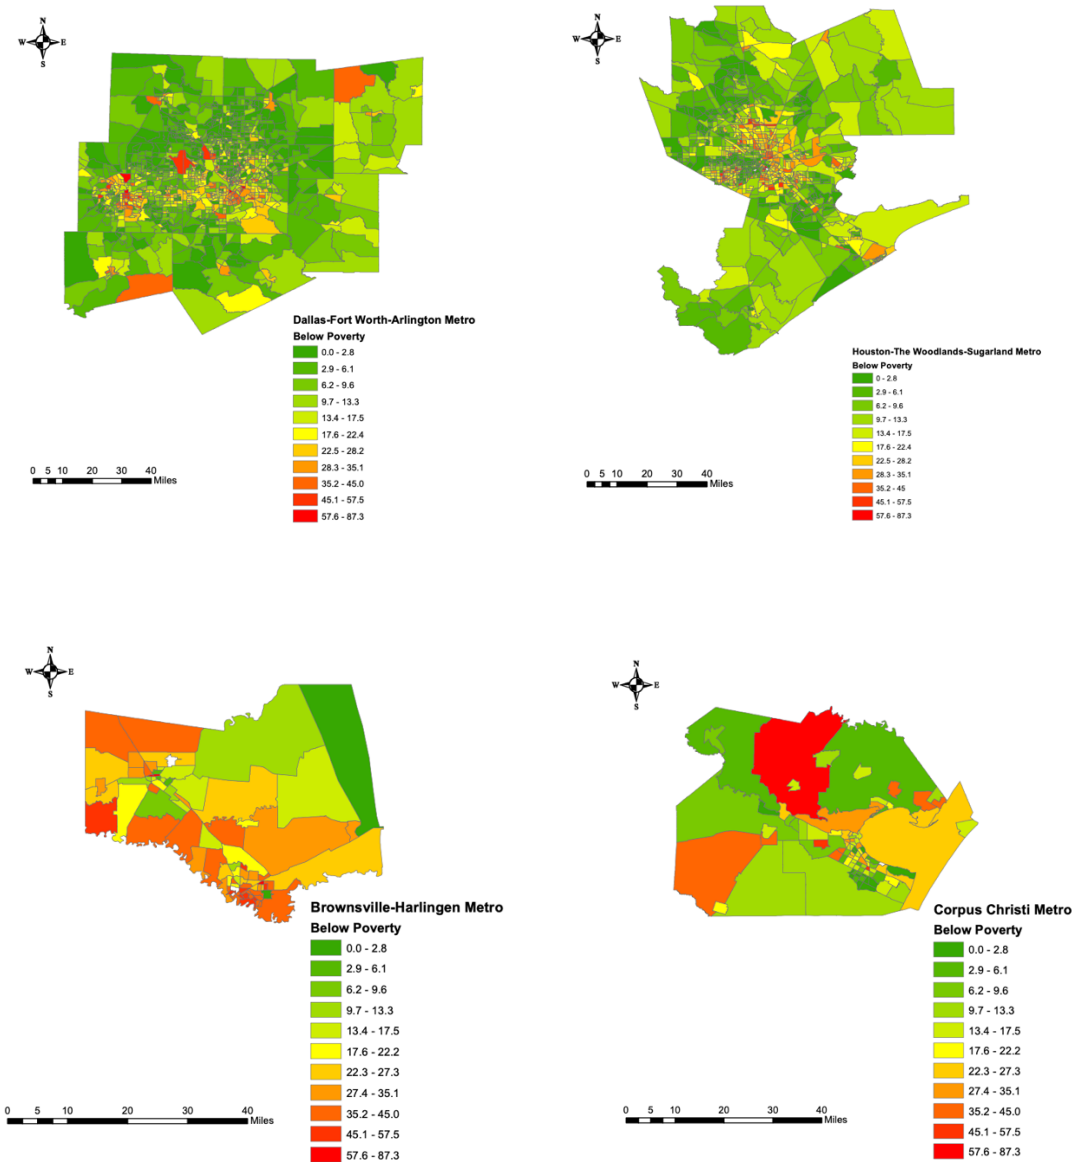 N
W E
S
Dallas-Fort Worth-Arlington Metro
Below Poverty
0.0 - 2.8
2.9 - 6.1
6.2 - 9.6
9.7 - 13.3
13.4 - 17.5
17.6 - 22.4
22.5 - 28.2
28.3 - 35.1
35.2 - 45.0
45.1 - 57.5
57.6 - 87.3
0 5 10 20 30 40
Miles
N
W E
S
Houston-The Woodlands-Sugarland Metro
Below Poverty
0 - 2.8
2.9 - 6.1
6.2 - 9.6
9.7 - 13.3
13.4 - 17.5
17.6 - 22.4
22.5 - 28.2
28.3 - 35.1
35.2 - 45
45.1 - 57.5
57.6 - 87.3
0 5 10 20 30 40
Miles
N
W E
S
Brownsville-Harlingen Metro
Below Poverty
0.0 - 2.8
2.9 - 6.1
6.2 - 9.6
9.7 - 13.3
13.4 - 17.5
17.6 - 22.2
22.3 - 27.3
27.4 - 35.1
35.2 - 45.0
45.1 - 57.5
57.6 - 87.3
0 5 10 20 30 40
Miles
N
W E
S
Corpus Christi Metro
Below Poverty
0.0 - 2.8
2.9 - 6.1
6.2 - 9.6
9.7 - 13.3
13.4 - 17.5
17.6 - 22.2
22.3 - 27.3
27.4 - 35.1
35.2 - 45.0
45.1 - 57.5
57.6 - 87.3
0 5 10 20 30 40
Miles